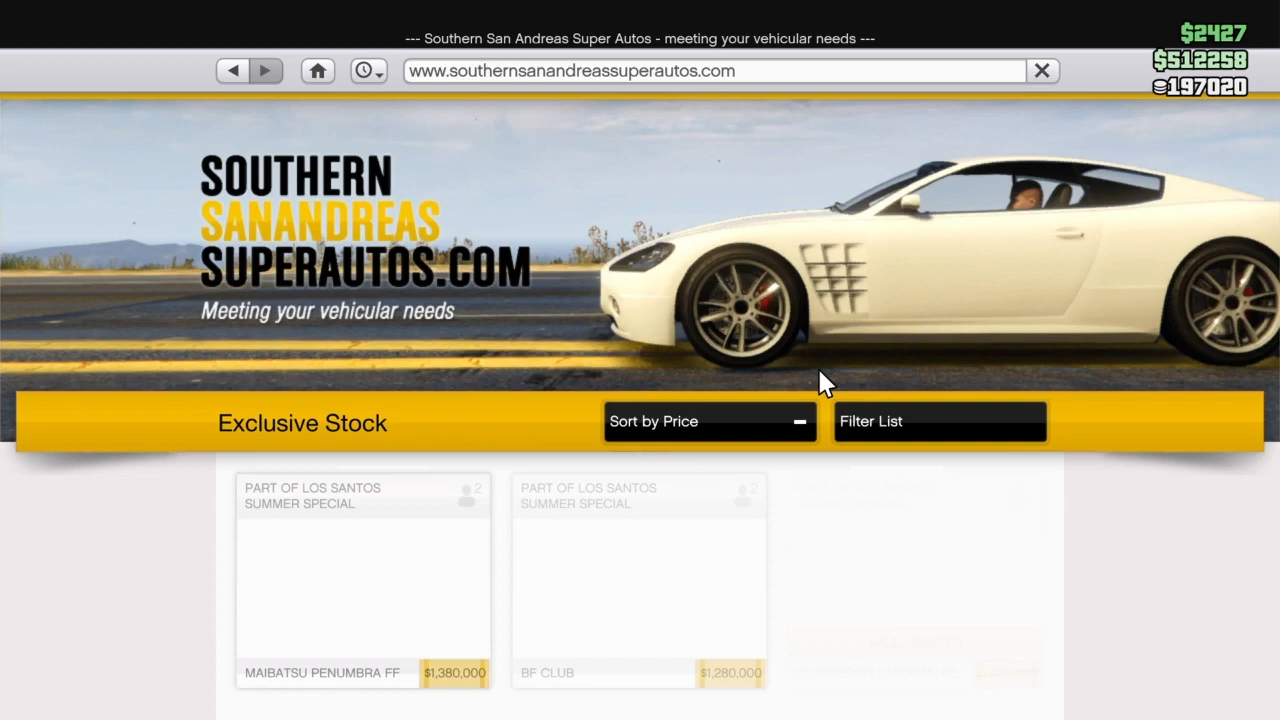 --- Southern San Andreas Super Autos - meeting your vehicular needs ---
$2427
www.southernsanandreassuperautos.com
$512258
197020
SOUTHERN
SANANDREAS
SUPERAUTOS.COM
Meeting your vehicular needs
Exclusive Stock
Sort by Price
Filter List
PART OF LOS SANTOS
SUMMER SPECIAL
2
PART OF LOS SANTOS
SUMMER SPECIAL
2
MAIBATSU PENUMBRA FF
$1,380,000
BF CLUB
$1,280,000